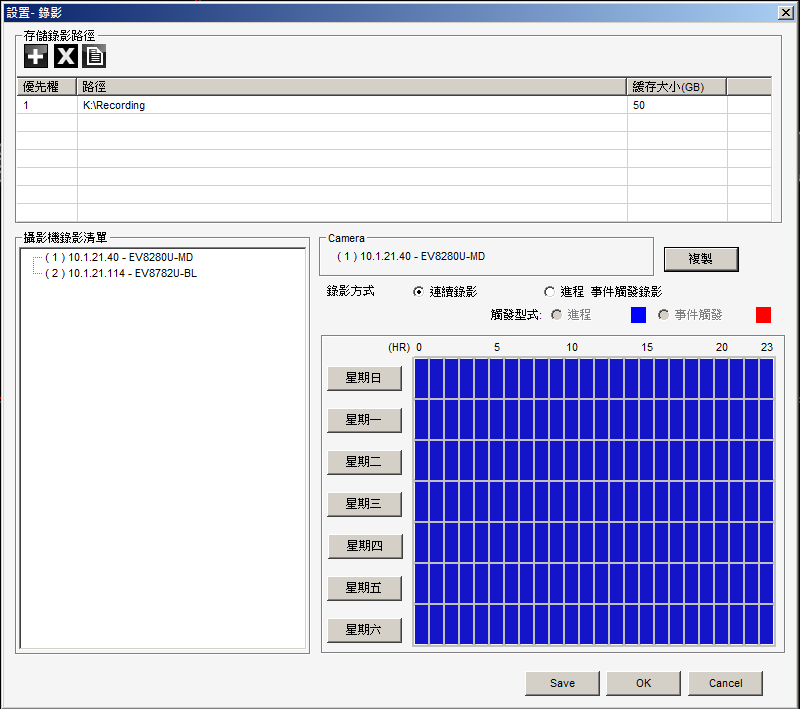 設置- 錄影
存儲錄影路徑
優先權 路徑 緩存大小(GB)
1 K:\Recording 50
攝影機錄影清單
( 1 ) 10.1.21.40 - EV8280U-MD
( 2 ) 10.1.21.114 - EV8782U-BL
Camera
( 1 ) 10.1.21.40 - EV8280U-MD
複製
錄影方式 連續錄影 進程 事件觸發錄影
觸發型式: 進程 事件觸發
(HR) 0 5 10 15 20 23
星期日
星期一
星期二
星期三
星期四
星期五
星期六
Save OK Cancel